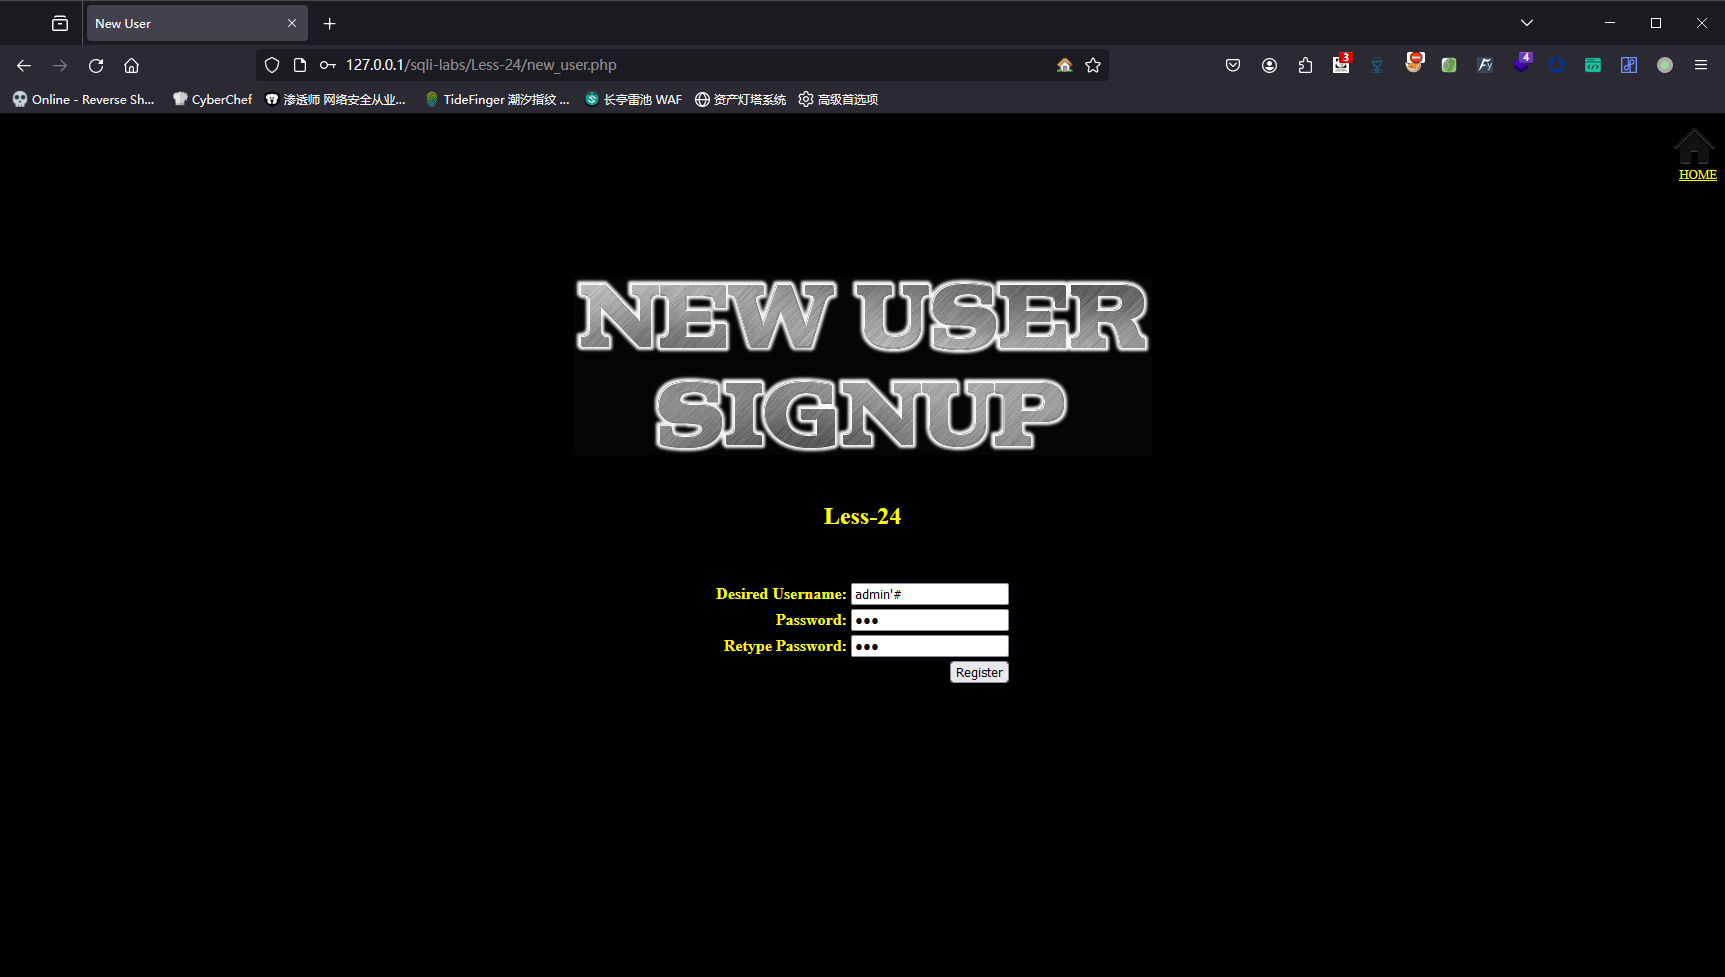 New User
127.0.0.1/sqli-labs/Less-24/new_user.php
3
4
Online - Reverse Sh...
CyberChef
渗透师 网络安全从业...
TideFinger 潮汐指纹 ...
长亭雷池 WAF
资产灯塔系统
高级首选项
HOME
NEW USER
SIGNUP
Less-24
Desired Username: admin'#
Password: •••
Retype Password: •••
Register